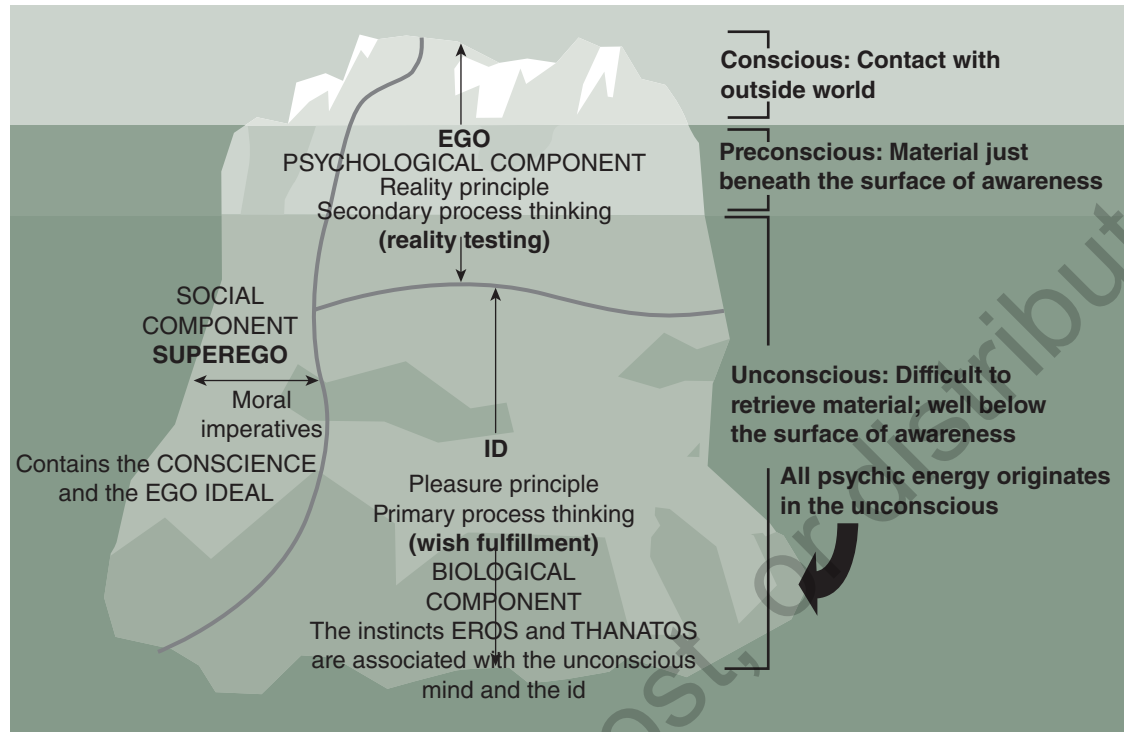 Conscious: Contact with
outside world
EGO
PSYCHOLOGICAL COMPONENT
Reality principle
Secondary process thinking
(reality testing)
Preconscious: Material just
beneath the surface of awareness
SOCIAL
COMPONENT
SUPEREGO
Moral
imperatives
Contains the CONSCIENCE
and the EGO IDEAL
ID
Pleasure principle
Primary process thinking
(wish fulfillment)
BIOLOGICAL
COMPONENT
The instincts EROS and THANATOS
are associated with the unconscious
mind and the id
Unconscious: Difficult to
retrieve material; well below
the surface of awareness
All psychic energy originates
in the unconscious
ost, or distribut